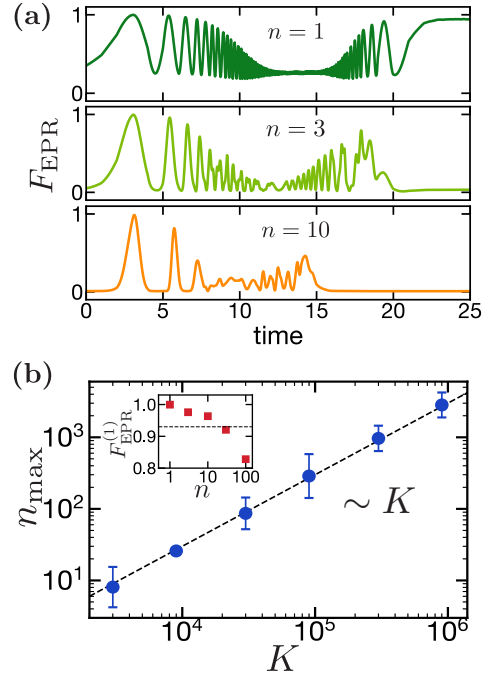 (a)
1
0
n = 1
1
0
n = 3
1
0
n = 10
F_EPR
0 5 10 15 20 25
time
(b)
10^3
10^2
10^1
n_max
1.0
0.9
0.8
F_EPR^(1)
1 10 100
n
~ K
10^4 10^5 10^6
K